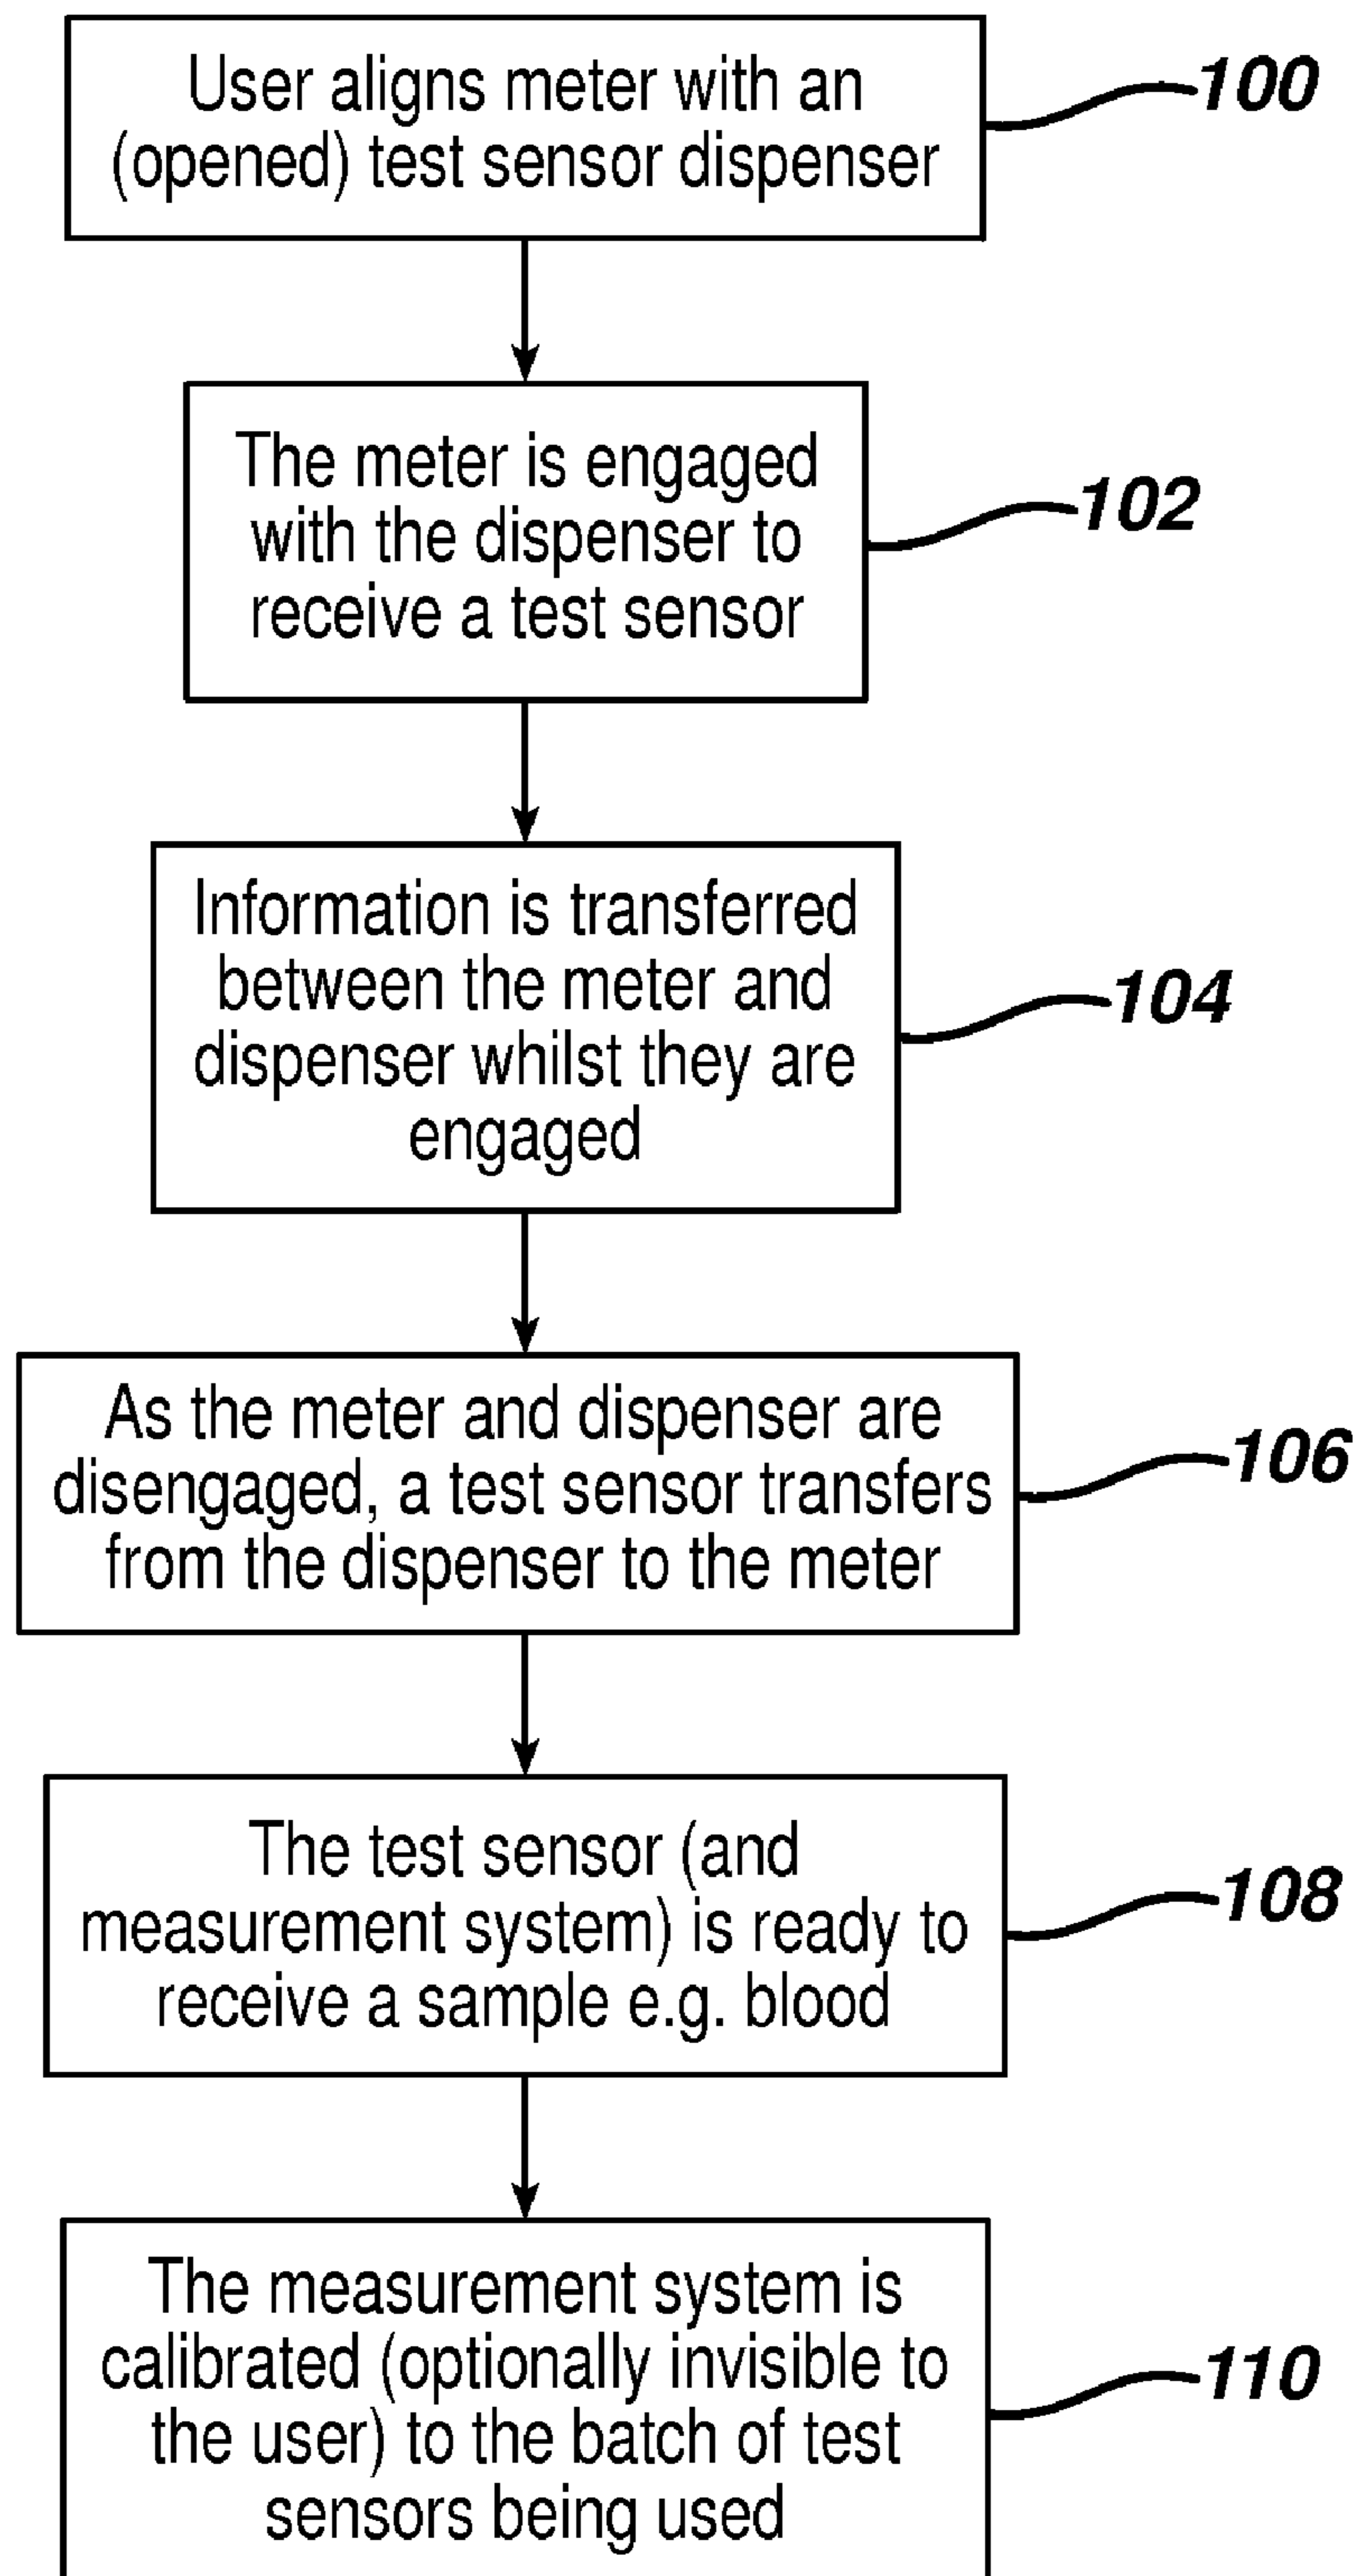 User aligns meter with an
(opened) test sensor dispenser
100
The meter is engaged
with the dispenser to
receive a test sensor
102
Information is transferred
between the meter and
dispenser whilst they are
engaged
104
As the meter and dispenser are
disengaged, a test sensor transfers
from the dispenser to the meter
106
The test sensor (and
measurement system) is ready to
receive a sample e.g. blood
108
The measurement system is
calibrated (optionally invisible to
the user) to the batch of test
sensors being used
110